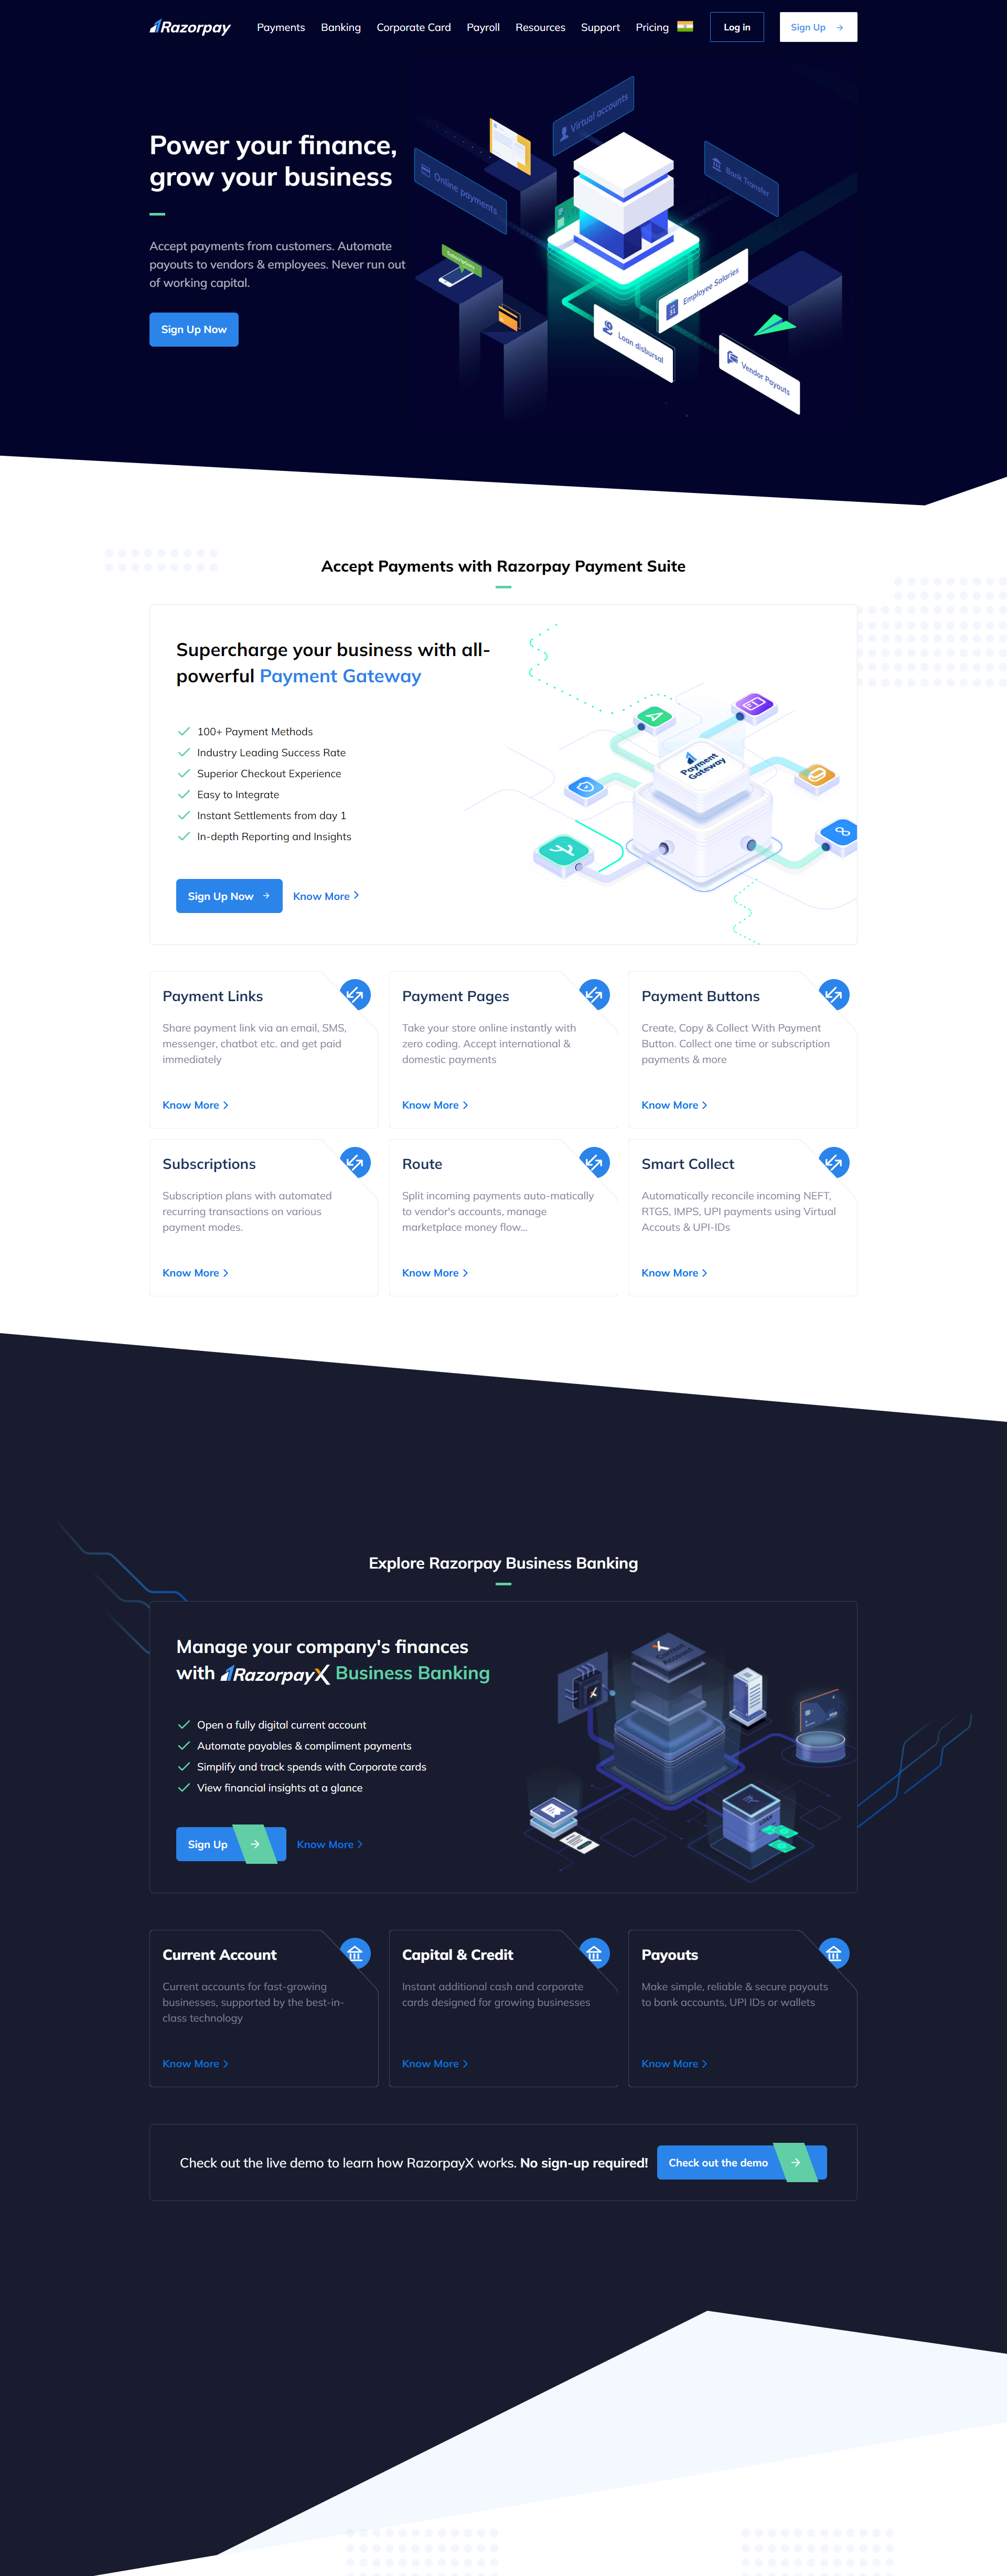 Razorpay
Payments
Banking
Corporate Card
Payroll
Resources
Support
Pricing
Log in
Sign Up
Power your finance,
grow your business
Accept payments from customers. Automate
payouts to vendors & employees. Never run out
of working capital.
Sign Up Now
Virtual accounts
Online payments
Bank Transfer
Subscriptions
Employee Salaries
31
Loan disbursal
Vendor Payouts
Accept Payments with Razorpay Payment Suite
Supercharge your business with all-
powerful Payment Gateway
100+ Payment Methods
Industry Leading Success Rate
Superior Checkout Experience
Easy to Integrate
Instant Settlements from day 1
In-depth Reporting and Insights
Sign Up Now
Know More
Payment
Gateway
Payment Links
Share payment link via an email, SMS,
messenger, chatbot etc. and get paid
immediately
Know More
Payment Pages
Take your store online instantly with
zero coding. Accept international &
domestic payments
Know More
Payment Buttons
Create, Copy & Collect With Payment
Button. Collect one time or subscription
payments & more
Know More
Subscriptions
Subscription plans with automated
recurring transactions on various
payment modes.
Know More
Route
Split incoming payments auto-matically
to vendor's accounts, manage
marketplace money flow...
Know More
Smart Collect
Automatically reconcile incoming NEFT,
RTGS, IMPS, UPI payments using Virtual
Accouts & UPI-IDs
Know More
Explore Razorpay Business Banking
Manage your company's finances
with RazorpayX Business Banking
Open a fully digital current account
Automate payables & compliment payments
Simplify and track spends with Corporate cards
View financial insights at a glance
Sign Up
Know More
Current
Account
Current Account
Current accounts for fast-growing
businesses, supported by the best-in-
class technology
Know More
Capital & Credit
Instant additional cash and corporate
cards designed for growing businesses
Know More
Payouts
Make simple, reliable & secure payouts
to bank accounts, UPI IDs or wallets
Know More
Check out the live demo to learn how RazorpayX works. No sign-up required!
Check out the demo